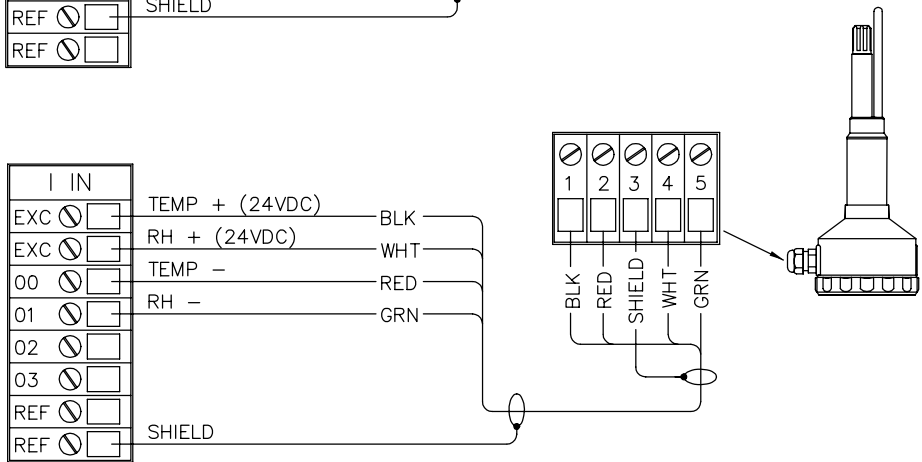 REF SHIELD
REF
I IN
EXC TEMP + (24VDC) BLK
EXC RH + (24VDC) WHT
00 TEMP − RED
01 RH − GRN
02
03
REF
REF SHIELD
1 2 3 4 5
BLK RED SHIELD WHT GRN